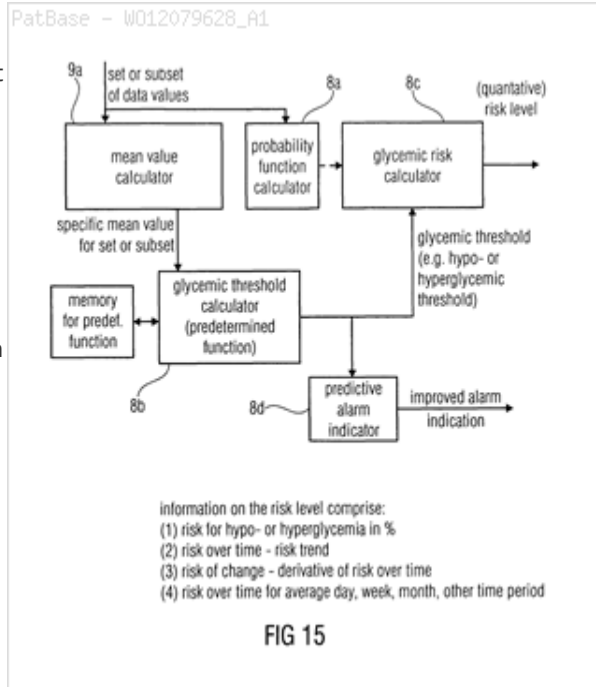 PatBase - WO12079628_A1
9a
set or subset
of data values
8a
8c
(quantative)
risk level
mean value
calculator
probability
function
calculator
glycemic risk
calculator
specific mean value
for set or subset
glycemic threshold
(e.g. hypo- or
hyperglycemic
threshold)
memory
for predef.
function
glycemic threshold
calculator
(predetermined
function)
8b
8d
predictive
alarm
indicator
improved alarm
indication
information on the risk level comprise:
(1) risk for hypo- or hyperglycemia in %
(2) risk over time - risk trend
(3) risk of change - derivative of risk over time
(4) risk over time for average day, week, month, other time period
FIG 15